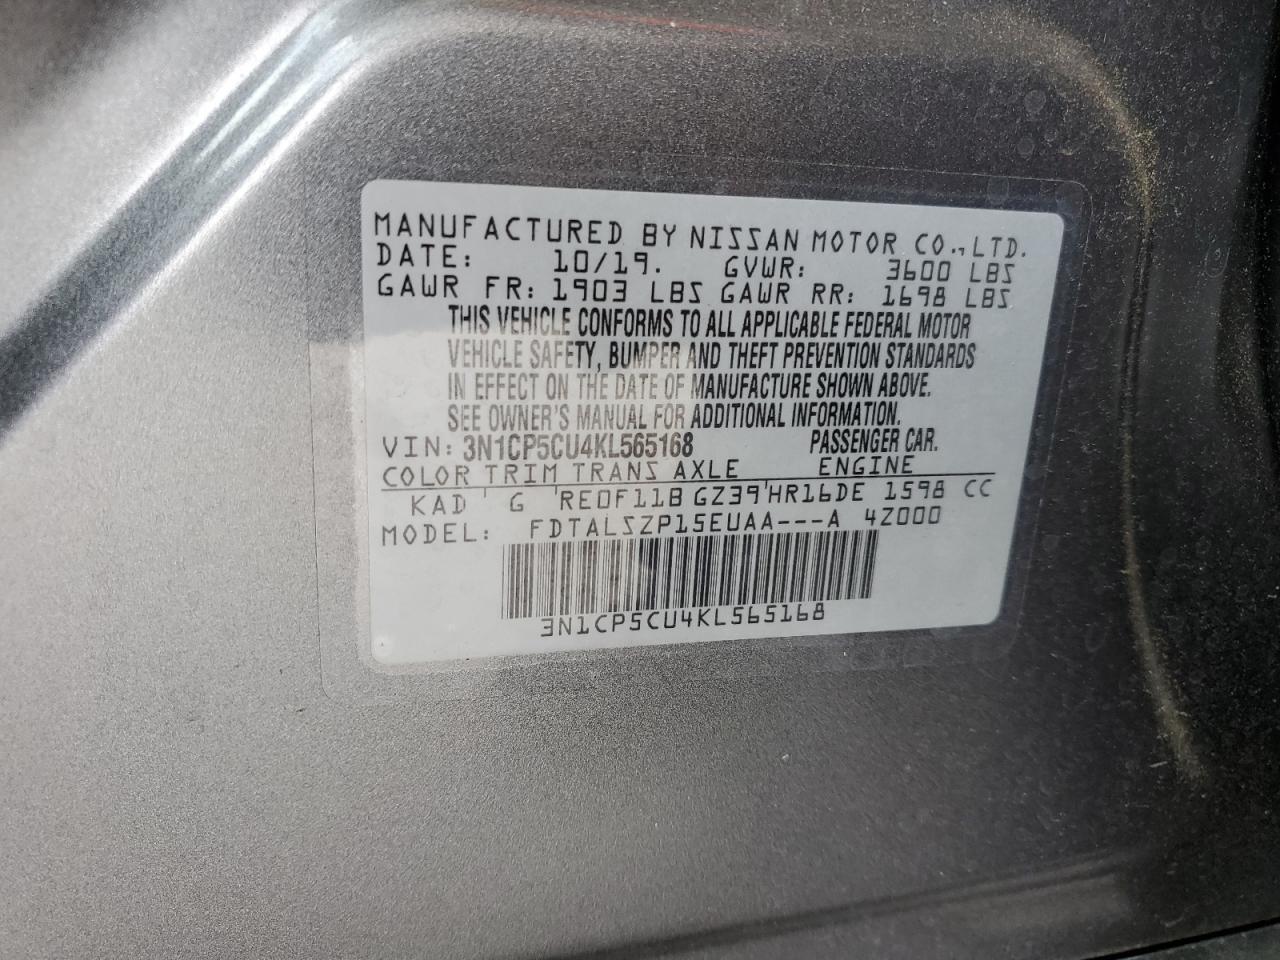 MANUFACTURED BY NISSAN MOTOR CO., LTD.
DATE: 10/19. GVWR: 3600 LBS
GAWR FR: 1903 LBS GAWR RR: 1698 LBS
THIS VEHICLE CONFORMS TO ALL APPLICABLE FEDERAL MOTOR
VEHICLE SAFETY, BUMPER AND THEFT PREVENTION STANDARDS
IN EFFECT ON THE DATE OF MANUFACTURE SHOWN ABOVE.
SEE OWNER'S MANUAL FOR ADDITIONAL INFORMATION.
VIN: 3N1CP5CU4KL565168 PASSENGER CAR.
COLOR TRIM TRANS AXLE ENGINE
KAD ' G 'RE0F11B GZ39'HR16DE 1598 CC
MODEL: FDTALSZP15EUAA---A 4Z000
3N1CP5CU4KL565168